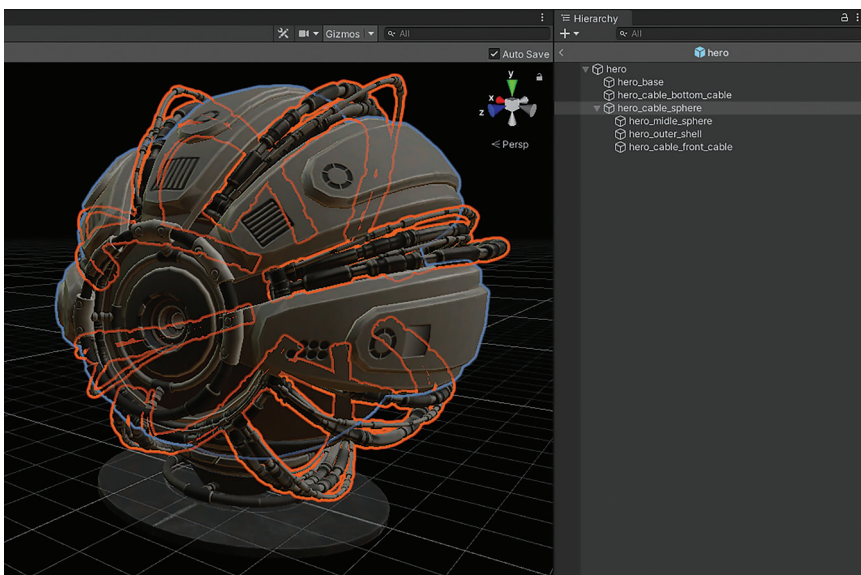 Hierarchy
Gizmos
All
All
Auto Save
hero
y
x
z
Persp
hero
hero_base
hero_cable_bottom_cable
hero_cable_sphere
hero_midle_sphere
hero_outer_shell
hero_cable_front_cable